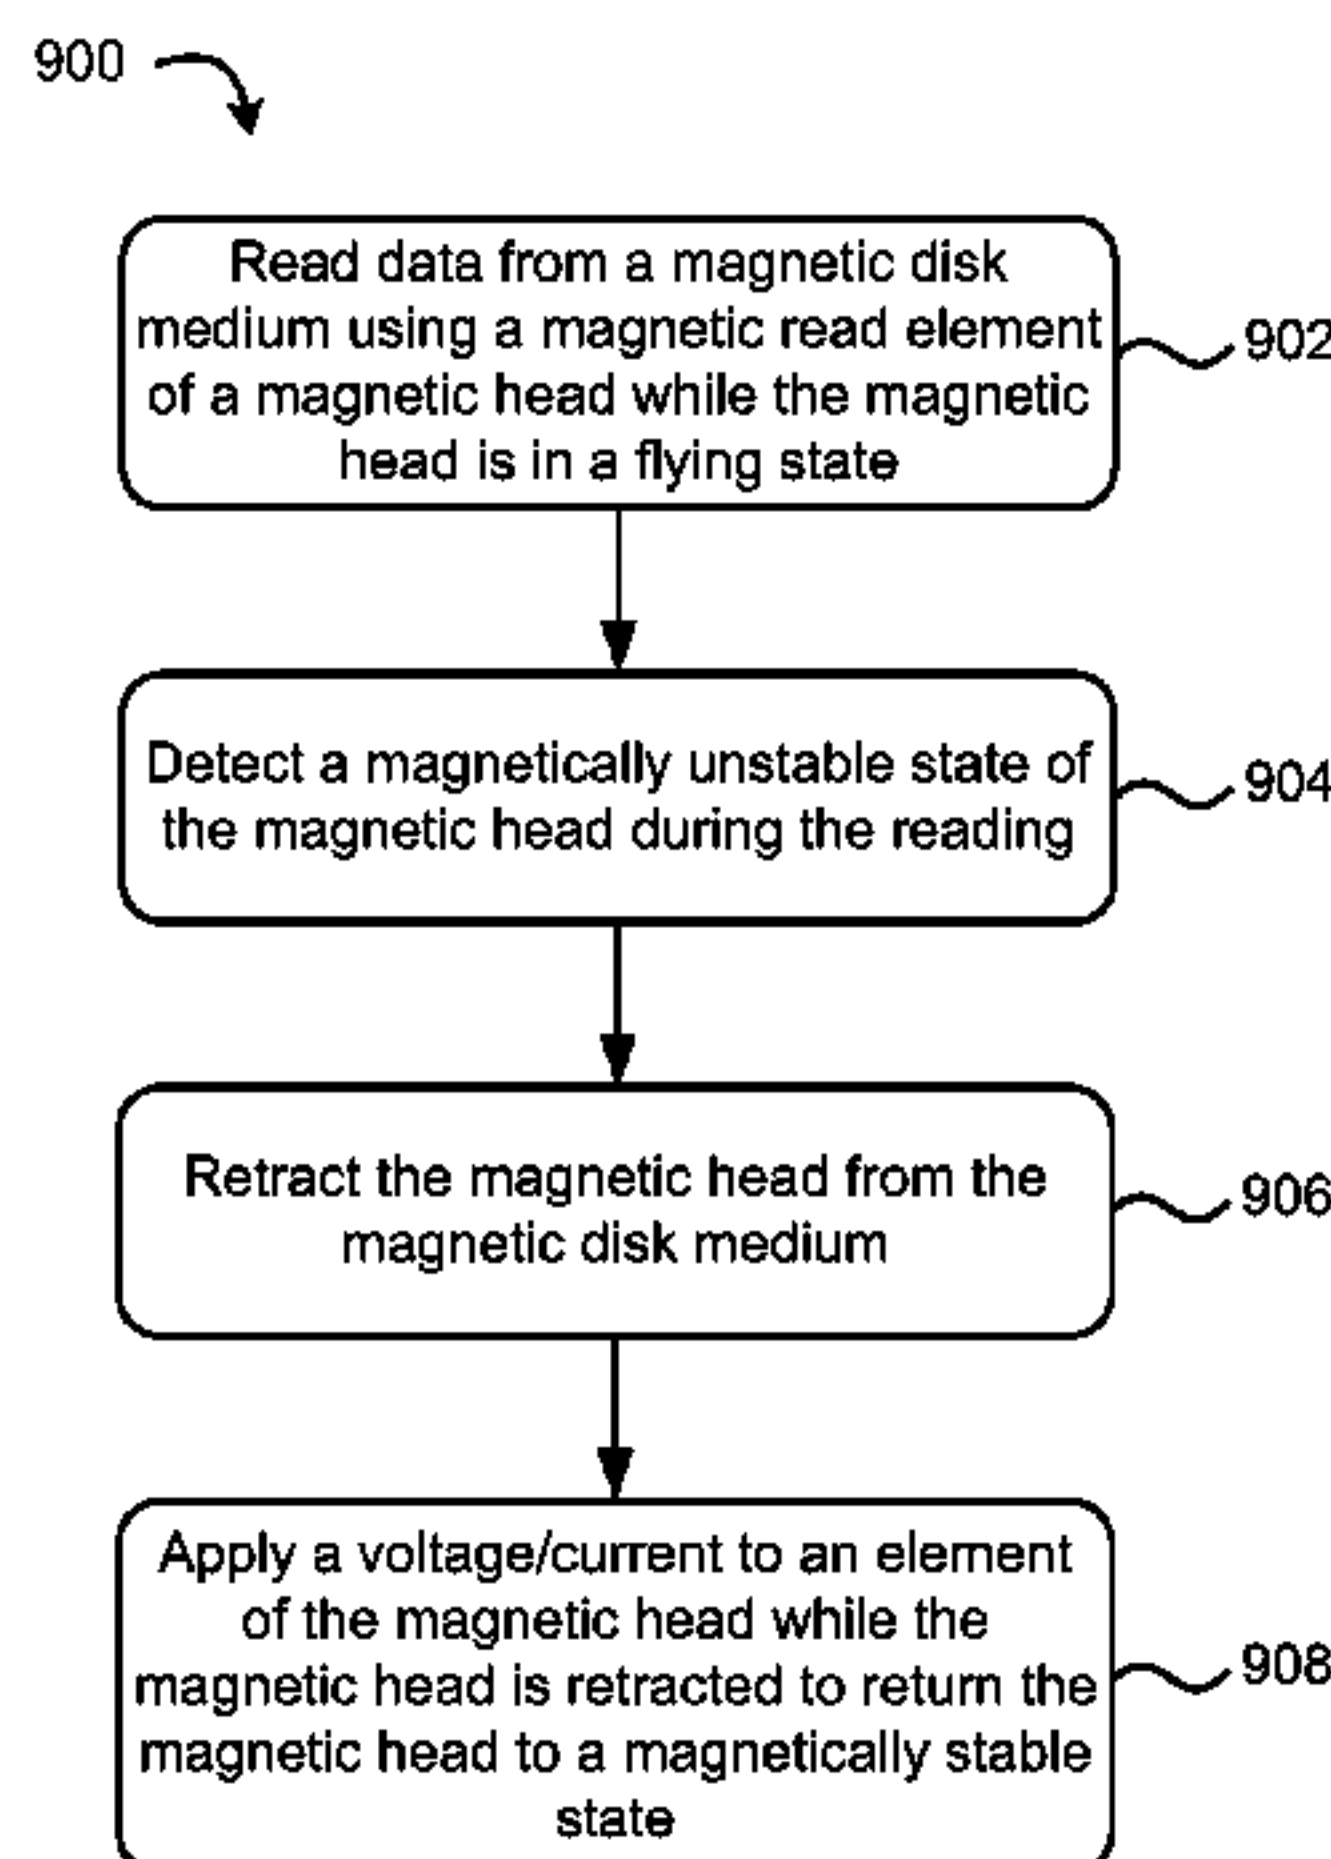 900
Read data from a magnetic disk
medium using a magnetic read element
of a magnetic head while the magnetic
head is in a flying state
902
Detect a magnetically unstable state of
the magnetic head during the reading
904
Retract the magnetic head from the
magnetic disk medium
906
Apply a voltage/current to an element
of the magnetic head while the
magnetic head is retracted to return the
magnetic head to a magnetically stable
state
908